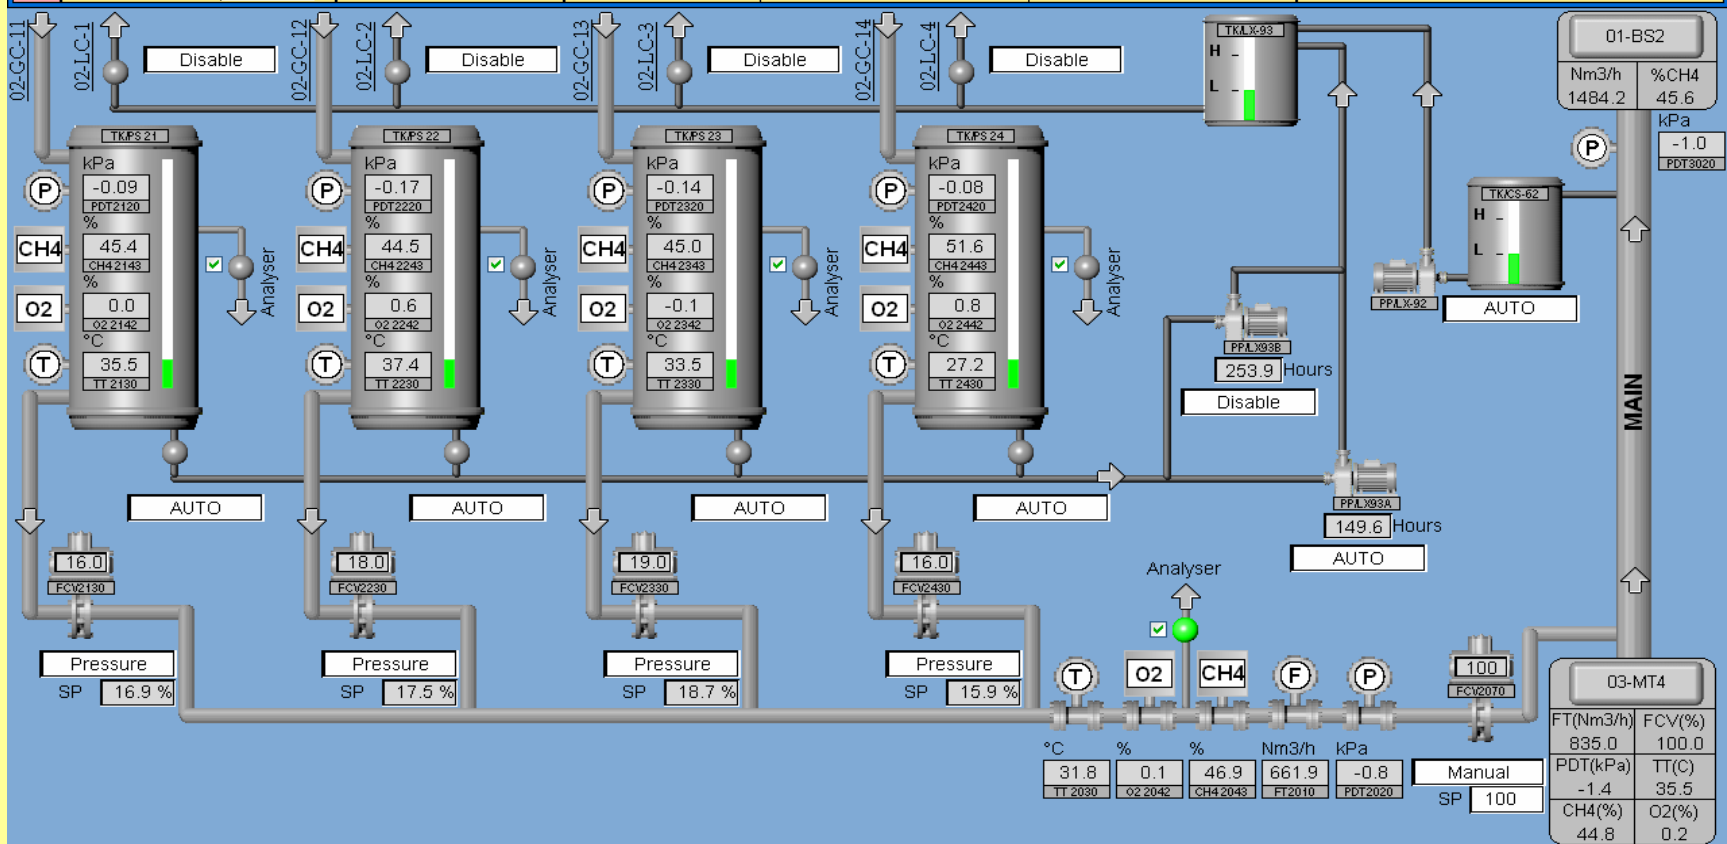 02-GC-11
02-LC-1
Disable
02-GC-12
02-LC-2
Disable
02-GC-13
02-LC-3
Disable
02-GC-14
02-LC-4
Disable
TK/LX-93
H
L
01-BS2
Nm3/h %CH4
1484.2 45.6
kPa
P -1.0
PDT3020
TK/PS 21
kPa
P -0.09
PDT2120
%
CH4 45.4
CH4 2143
%
O2 0.0
O2 2142
°C
T 35.5
TT 2130
Analyser
TK/PS 22
kPa
P -0.17
PDT2220
%
CH4 44.5
CH4 2243
%
O2 0.6
O2 2242
°C
T 37.4
TT 2230
Analyser
TK/PS 23
kPa
P -0.14
PDT2320
%
CH4 45.0
CH4 2343
%
O2 -0.1
O2 2342
°C
T 33.5
TT 2330
Analyser
TK/PS 24
kPa
P -0.08
PDT2420
%
CH4 51.6
CH4 2443
%
O2 0.8
O2 2442
°C
T 27.2
TT 2430
Analyser
TK/CS-62
H
L
PP/LX-92
AUTO
PP/LX93B
253.9 Hours
Disable
MAIN
PP/LX93A
149.6 Hours
AUTO
AUTO
AUTO
AUTO
AUTO
16.0
FCV2130
Pressure
SP 16.9 %
18.0
FCV2230
Pressure
SP 17.5 %
19.0
FCV2330
Pressure
SP 18.7 %
16.0
FCV2430
Pressure
SP 15.9 %
Analyser
T O2 CH4 F P
°C % % Nm3/h kPa
31.8 0.1 46.9 661.9 -0.8
TT 2030 O2 2042 CH4 2043 FT2010 PDT2020
100
FCV2070
Manual
SP 100
03-MT4
FT(Nm3/h) FCV(%)
835.0 100.0
PDT(kPa) TT(C)
-1.4 35.5
CH4(%) O2(%)
44.8 0.2